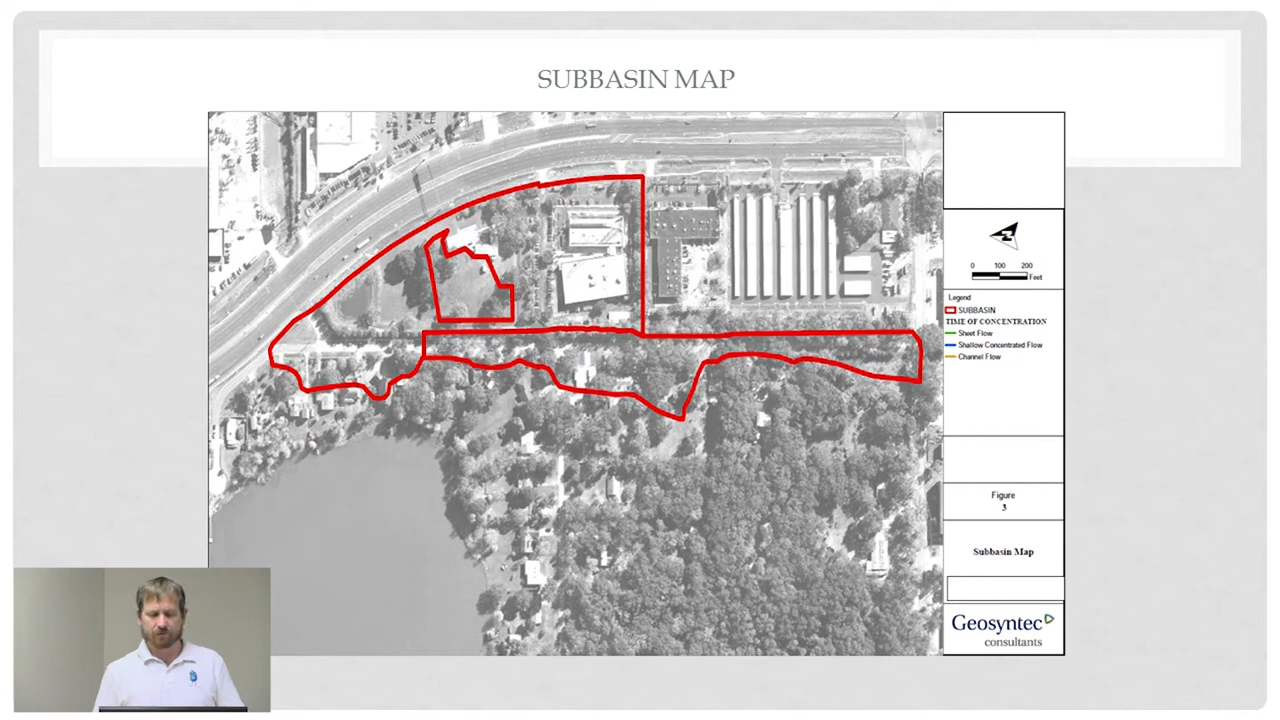 SUBBASIN MAP
0 100 200
Feet
Legend
SUBBASIN
TIME OF CONCENTRATION
Sheet Flow
Shallow Concentrated Flow
Channel Flow
Figure
3
Subbasin Map
Geosyntec
consultants